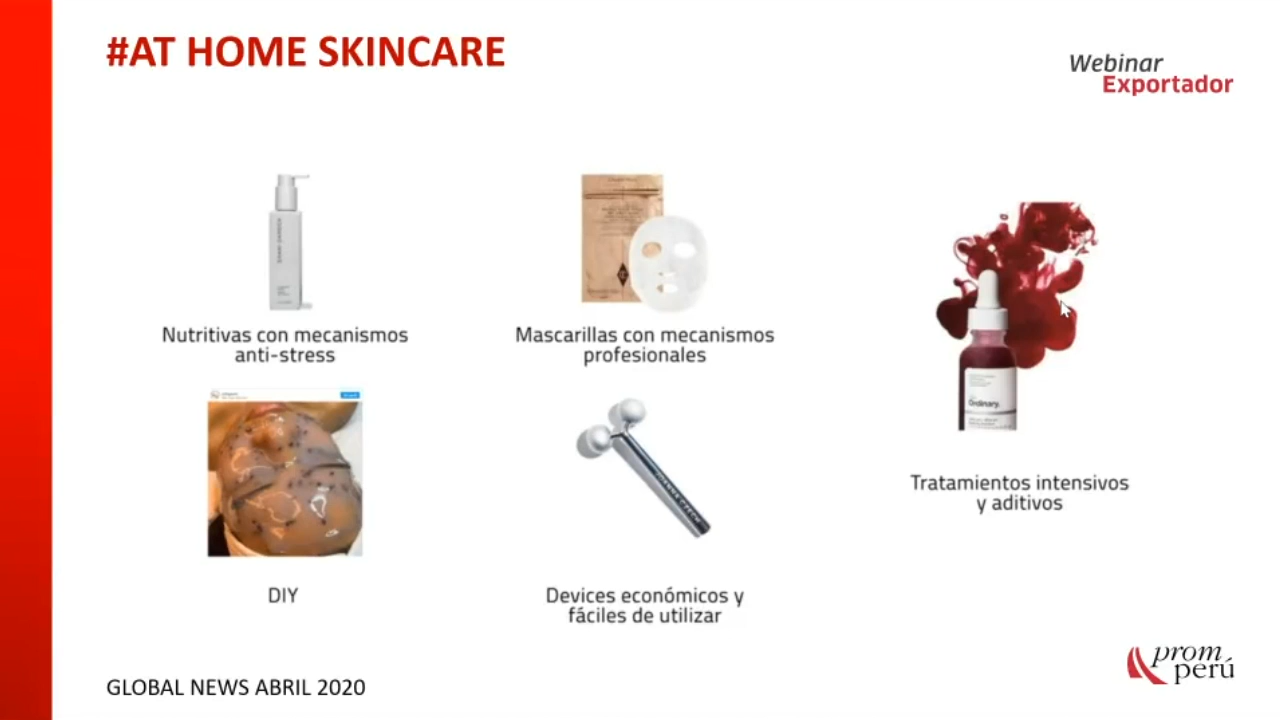 #AT HOME SKINCARE
Webinar
Exportador
Nutritivas con mecanismos
anti-stress
Mascarillas con mecanismos
profesionales
Ordinary.
Tratamientos intensivos
y aditivos
DIY
Devices económicos y
fáciles de utilizar
GLOBAL NEWS ABRIL 2020
prom
perú